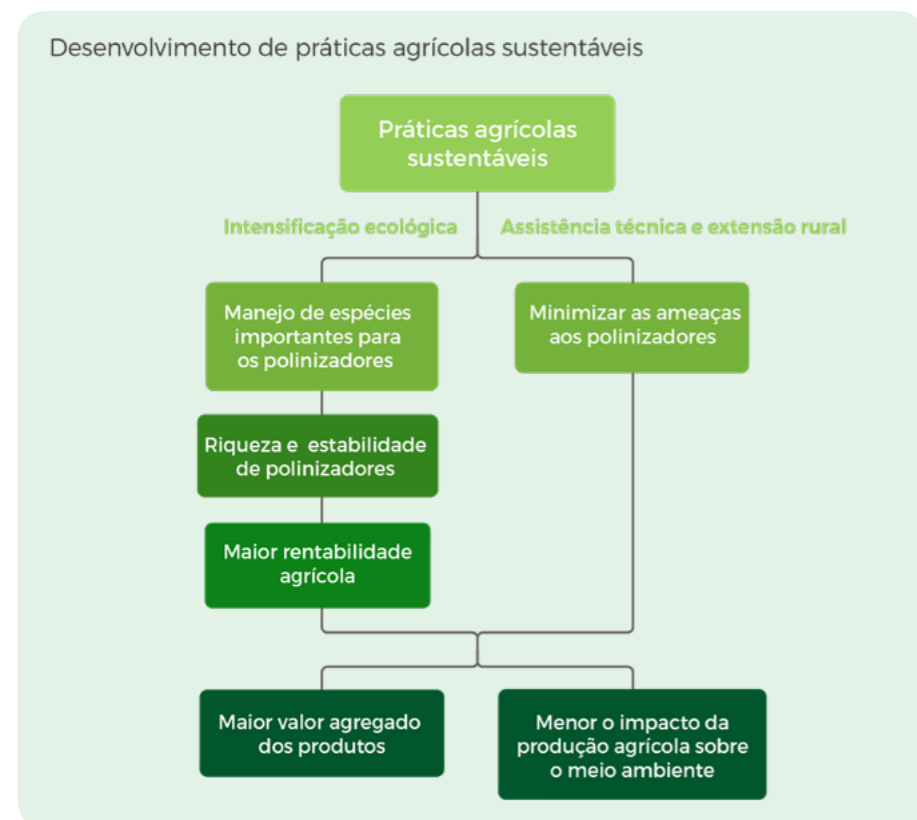 Desenvolvimento de práticas agrícolas sustentáveis
Práticas agrícolas
sustentáveis
Intensificação ecológica
Assistência técnica e extensão rural
Manejo de espécies
importantes para
os polinizadores
Minimizar as ameaças
aos polinizadores
Riqueza e estabilidade
de polinizadores
Maior rentabilidade
agrícola
Maior valor agregado
dos produtos
Menor o impacto da
produção agrícola sobre
o meio ambiente